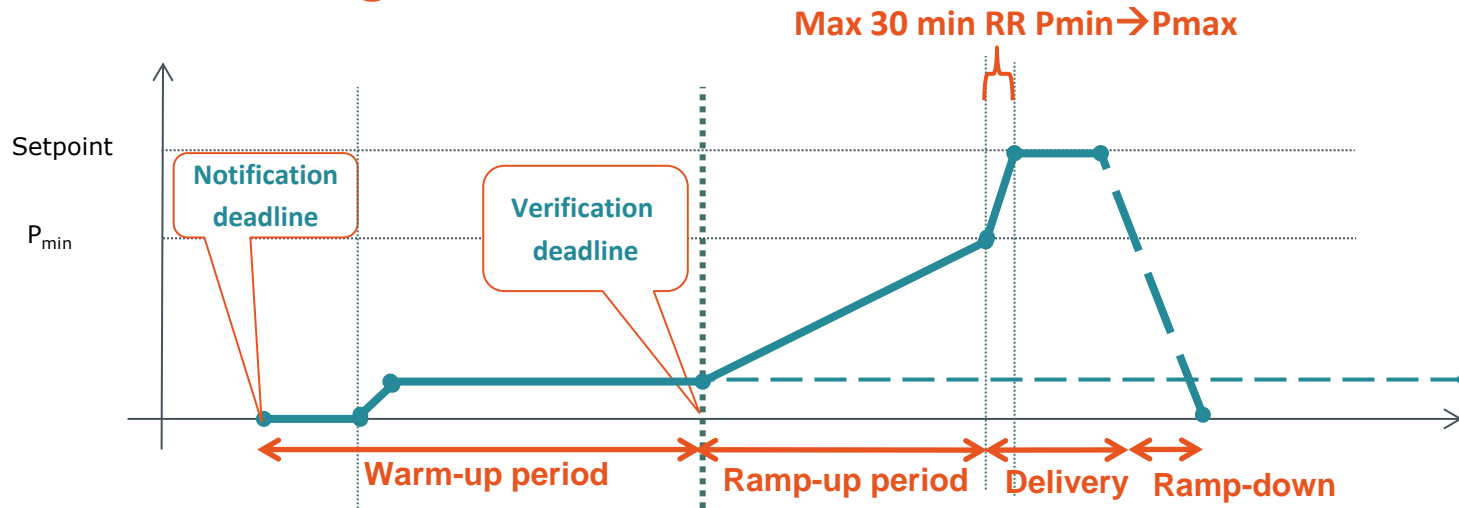 Max 30 min RR Pmin→Pmax
Setpoint
Notification
deadline
Verification
deadline
Pmin
Warm-up period
Ramp-up period
Delivery
Ramp-down